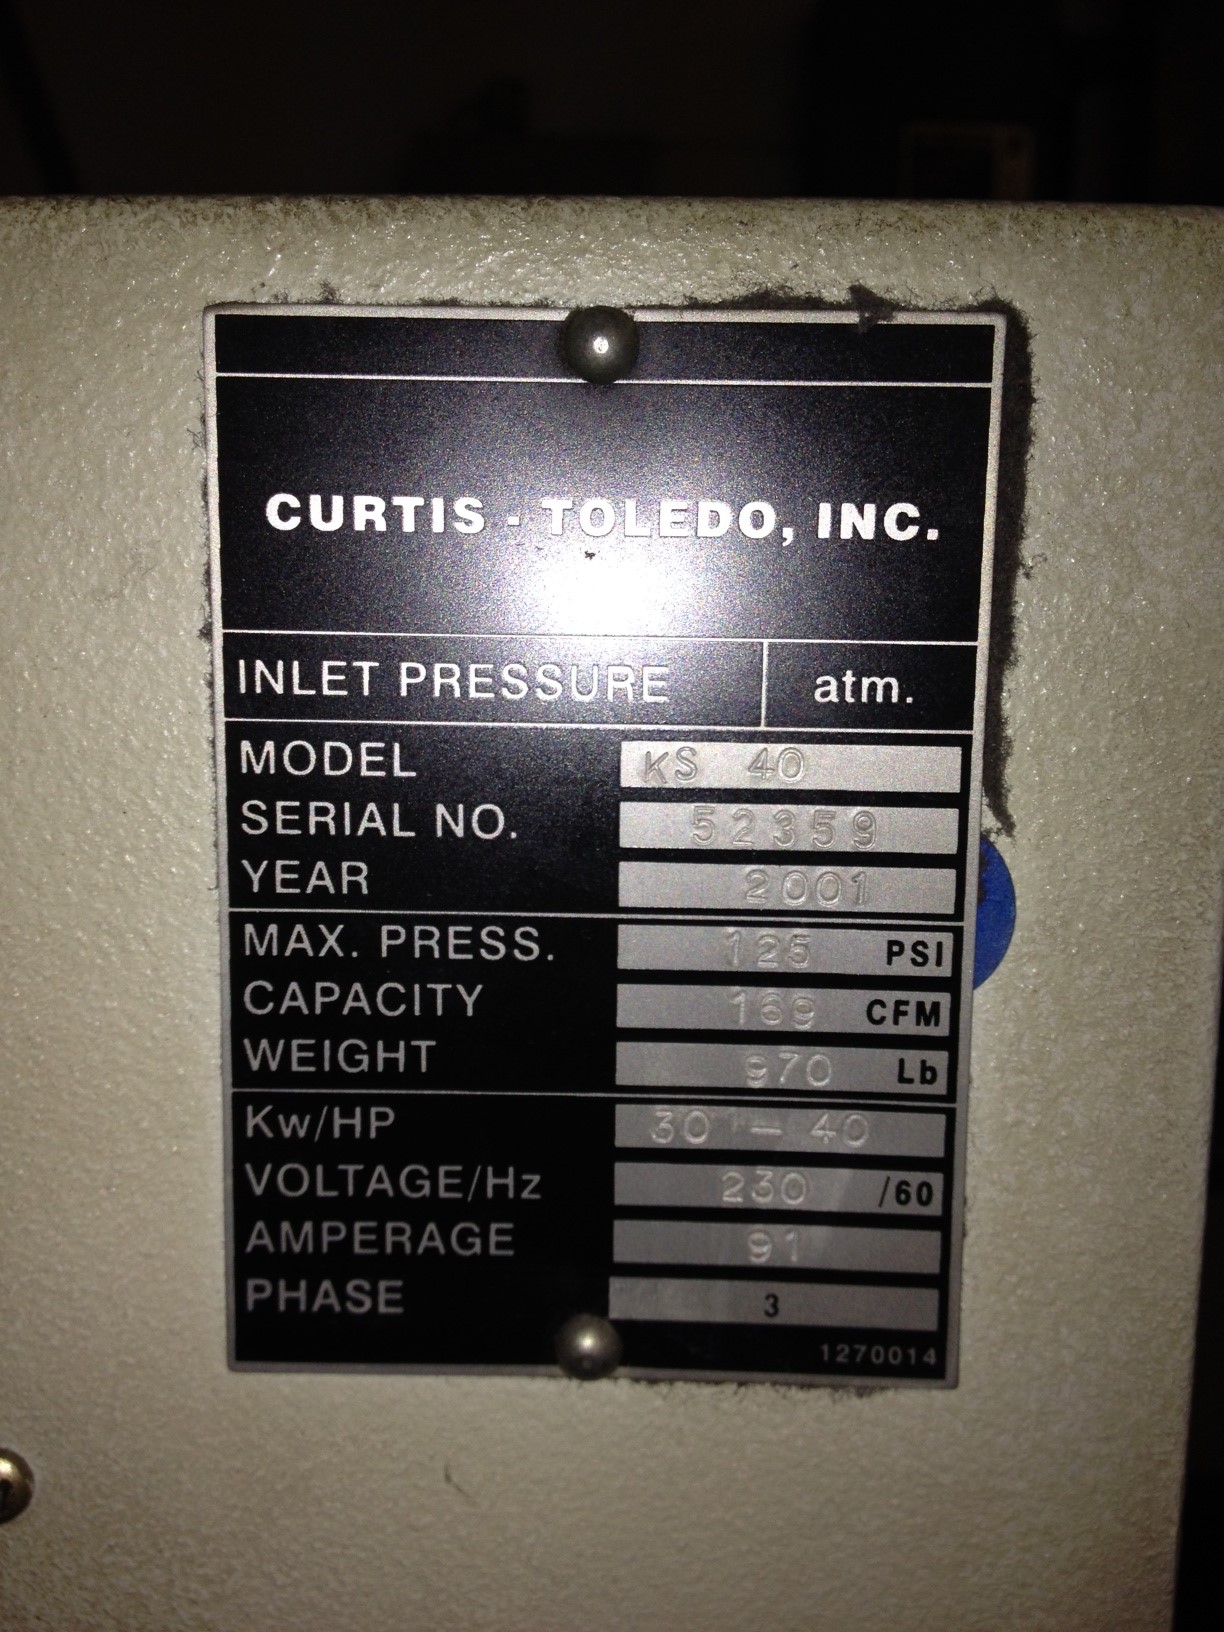 CURTIS - TOLEDO, INC.
INLET PRESSURE atm.
MODEL KS 40
SERIAL NO. 52359
YEAR 2001
MAX. PRESS. 125 PSI
CAPACITY 169 CFM
WEIGHT 970 Lb
Kw/HP 30 - 40
VOLTAGE/Hz 230 /60
AMPERAGE 91
PHASE 3
1270014